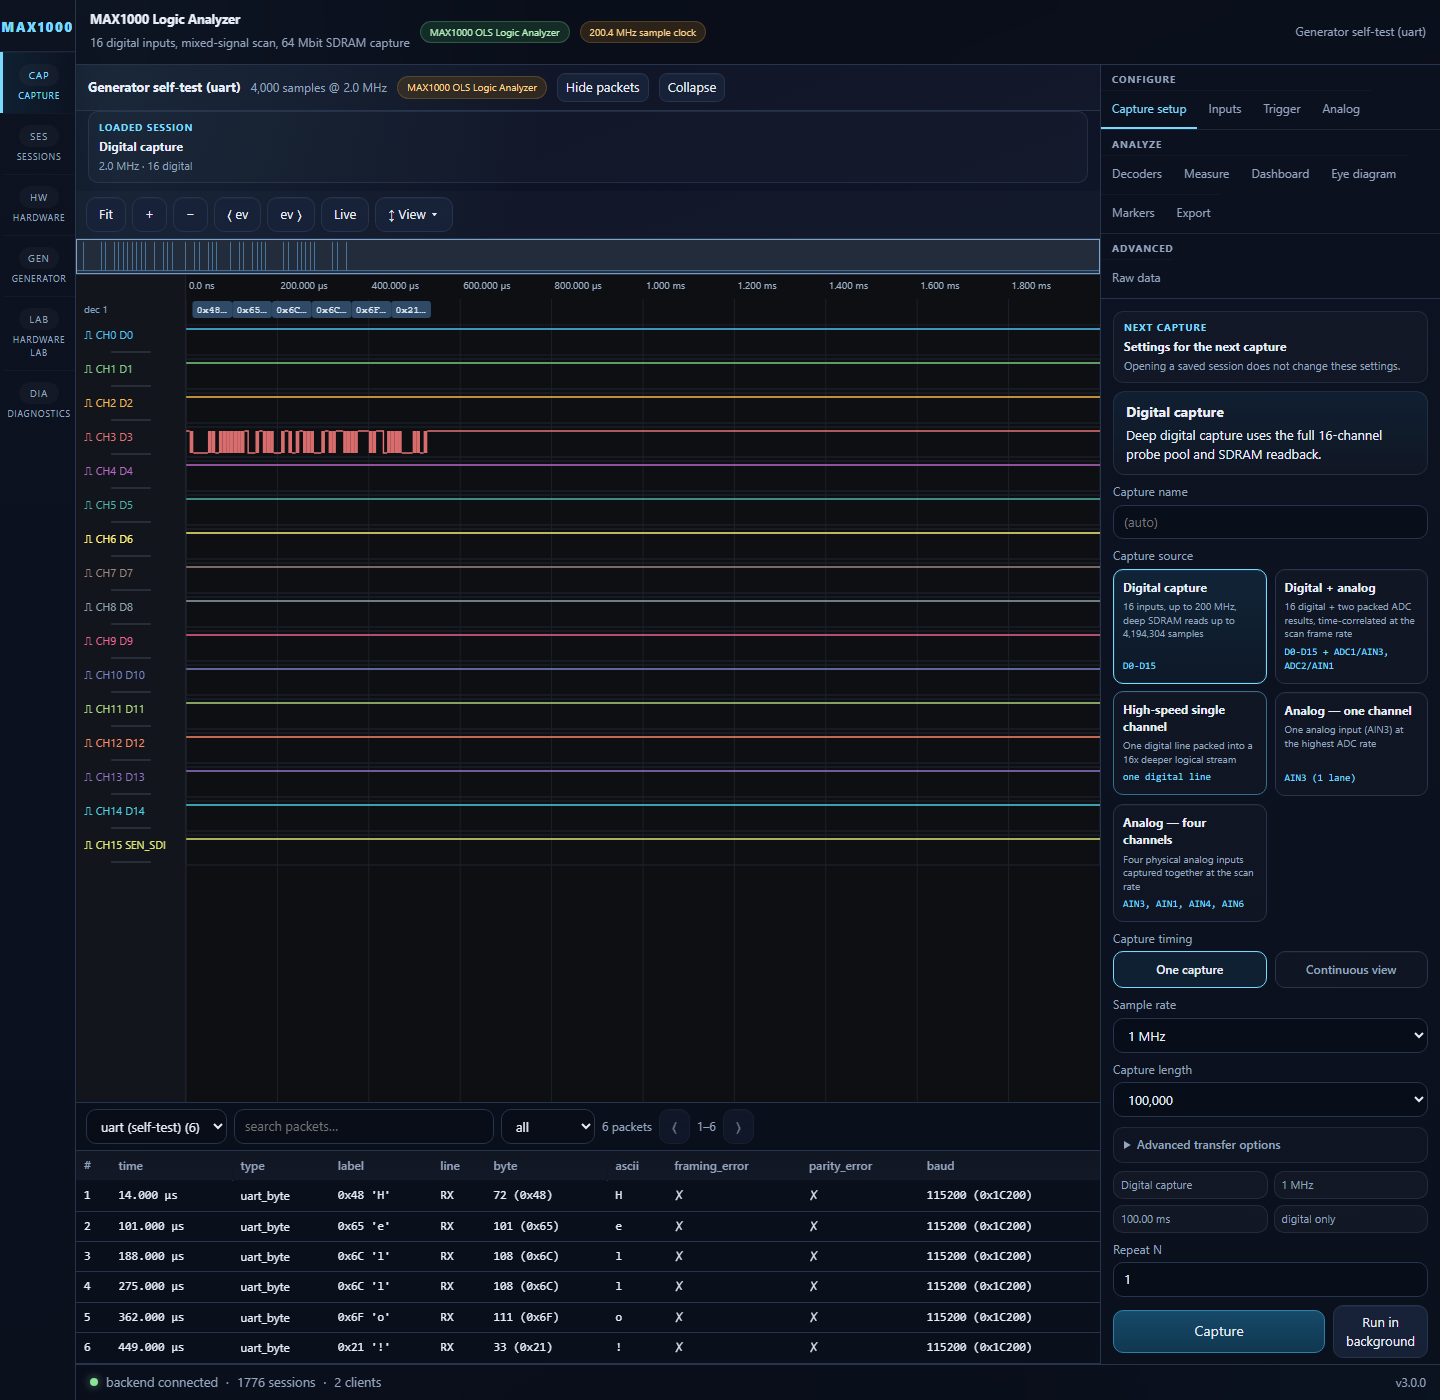 MAX1000
CAP
CAPTURE
SES
SESSIONS
HW
HARDWARE
GEN
GENERATOR
LAB
HARDWARE
LAB
DIA
DIAGNOSTICS
MAX1000 Logic Analyzer
16 digital inputs, mixed-signal scan, 64 Mbit SDRAM capture
MAX1000 OLS Logic Analyzer
200.4 MHz sample clock
Generator self-test (uart)
Generator self-test (uart) 4,000 samples @ 2.0 MHz MAX1000 OLS Logic Analyzer Hide packets Collapse
LOADED SESSION
Digital capture
2.0 MHz · 16 digital
Fit + − ⟨ ev ev ⟩ Live ↕ View ▾
0.0 ns 200.000 µs 400.000 µs 600.000 µs 800.000 µs 1.000 ms 1.200 ms 1.400 ms 1.600 ms 1.800 ms
dec 1 0x48… 0x65… 0x6C… 0x6C… 0x6F… 0x21…
CH0 D0
CH1 D1
CH2 D2
CH3 D3
CH4 D4
CH5 D5
CH6 D6
CH7 D7
CH8 D8
CH9 D9
CH10 D10
CH11 D11
CH12 D12
CH13 D13
CH14 D14
CH15 SEN_SDI
uart (self-test) (6) search packets... all 6 packets ⟨ 1–6 ⟩
# time type label line byte ascii framing_error parity_error baud
1 14.000 µs uart_byte 0x48 'H' RX 72 (0x48) H ✗ ✗ 115200 (0x1C200)
2 101.000 µs uart_byte 0x65 'e' RX 101 (0x65) e ✗ ✗ 115200 (0x1C200)
3 188.000 µs uart_byte 0x6C 'l' RX 108 (0x6C) l ✗ ✗ 115200 (0x1C200)
4 275.000 µs uart_byte 0x6C 'l' RX 108 (0x6C) l ✗ ✗ 115200 (0x1C200)
5 362.000 µs uart_byte 0x6F 'o' RX 111 (0x6F) o ✗ ✗ 115200 (0x1C200)
6 449.000 µs uart_byte 0x21 '!' RX 33 (0x21) ! ✗ ✗ 115200 (0x1C200)
CONFIGURE
Capture setup Inputs Trigger Analog
ANALYZE
Decoders Measure Dashboard Eye diagram
Markers Export
ADVANCED
Raw data
NEXT CAPTURE
Settings for the next capture
Opening a saved session does not change these settings.
Digital capture
Deep digital capture uses the full 16-channel
probe pool and SDRAM readback.
Capture name
(auto)
Capture source
Digital capture
16 inputs, up to 200 MHz,
deep SDRAM reads up to
4,194,304 samples
D0-D15
Digital + analog
16 digital + two packed ADC
results, time-correlated at the
scan frame rate
D0-D15 + ADC1/AIN3,
ADC2/AIN1
High-speed single
channel
One digital line packed into a
16x deeper logical stream
one digital line
Analog — one channel
One analog input (AIN3) at
the highest ADC rate
AIN3 (1 lane)
Analog — four
channels
Four physical analog inputs
captured together at the scan
rate
AIN3, AIN1, AIN4, AIN6
Capture timing
One capture Continuous view
Sample rate
1 MHz
Capture length
100,000
▶ Advanced transfer options
Digital capture 1 MHz
100.00 ms digital only
Repeat N
1
Capture
Run in
background
backend connected · 1776 sessions · 2 clients
v3.0.0